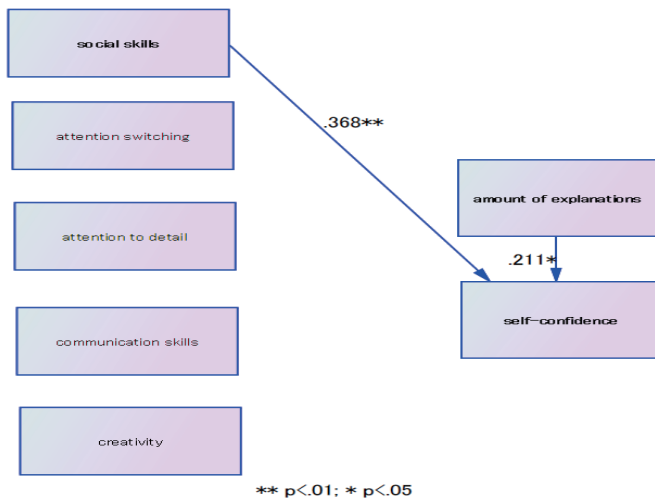 social skills
attention switching
.368**
attention to detail
amount of explanations
.211*
communication skills
self-confidence
creativity
** p<.01; * p<.05